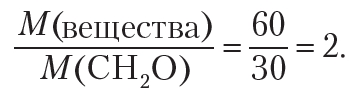 M(вещества) / M(CH₂O) = 60 / 30 = 2.